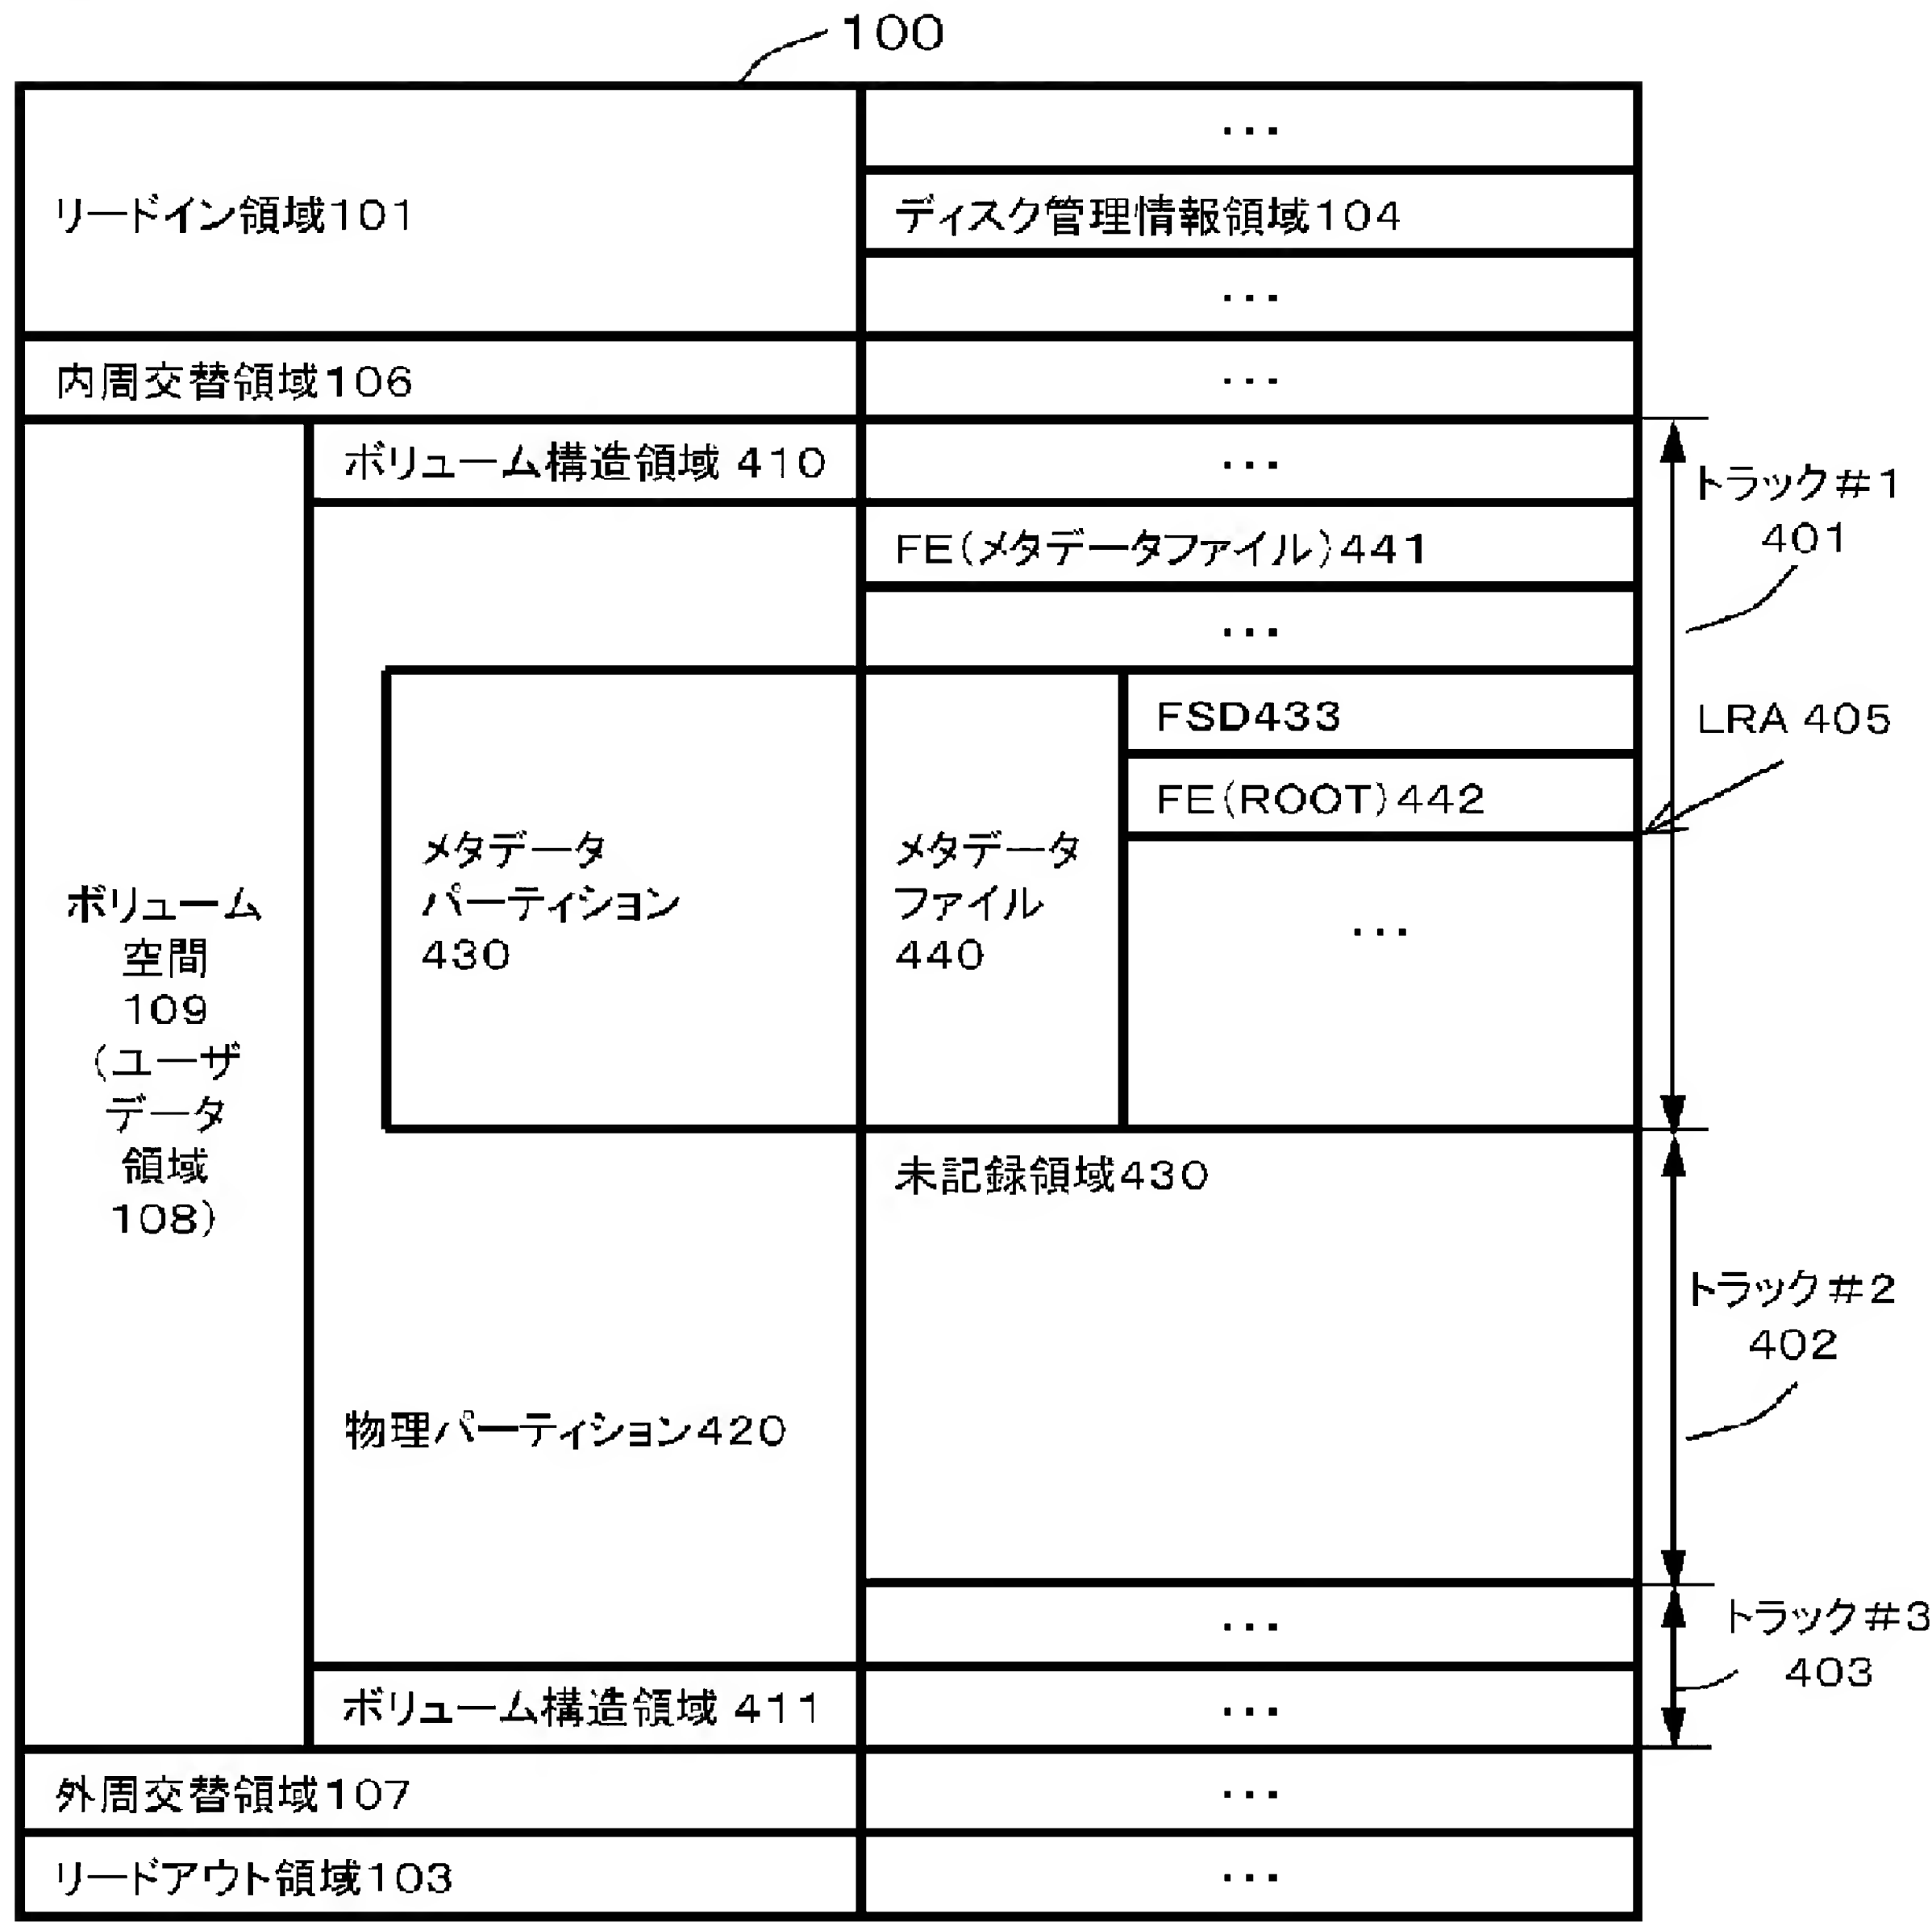 100
...
リードイン領域101
ディスク管理情報領域104
...
内周交替領域106
...
ボリューム構造領域 410
...
トラック#1
401
FE(メタデータファイル)441
...
FSD433
LRA 405
FE(ROOT)442
メタデータ
パーティション
430
メタデータ
ファイル
440
...
ボリューム
空間
109
(ユーザ
データ
領域
108)
未記録領域430
トラック#2
402
物理パーティション420
...
トラック#3
403
ボリューム構造領域 411
...
外周交替領域107
...
リードアウト領域103
...